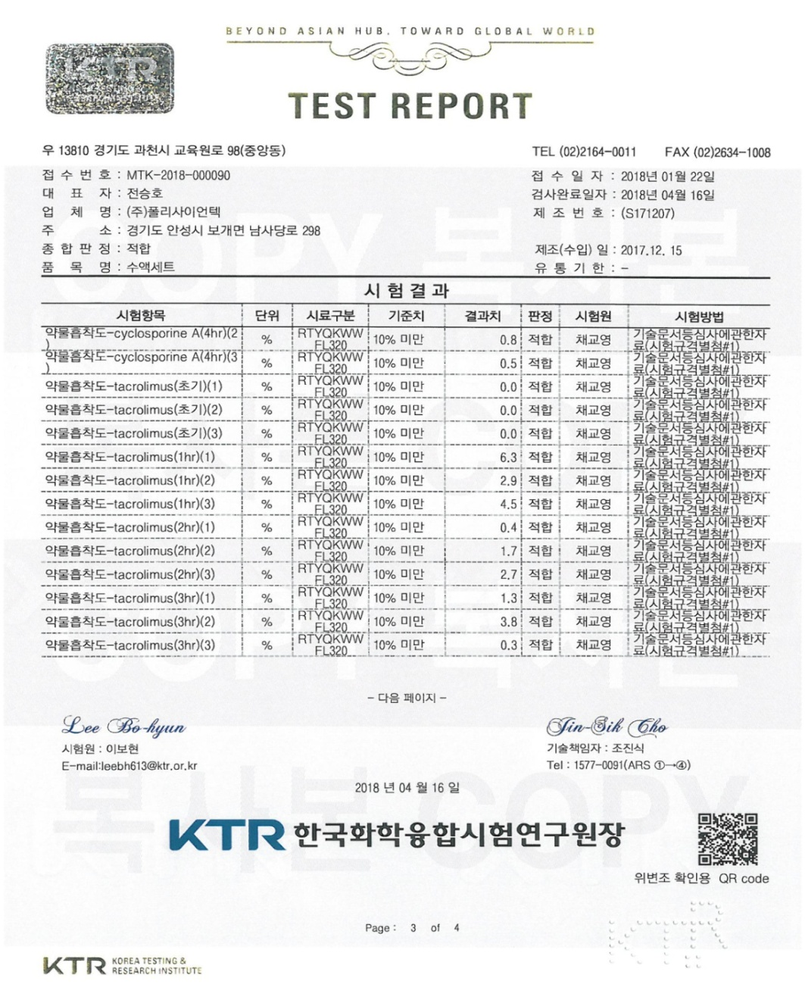 BEYOND ASIAN HUB, TOWARD GLOBAL WORLD
KTR
TEST REPORT
우 13810 경기도 과천시 교육원로 98(중앙동)
TEL (02)2164-0011 FAX (02)2634-1008
접 수 번 호 : MTK-2018-000090
접 수 일 자 : 2018년 01월 22일
대 표 자 : 전승호
검사완료일자 : 2018년 04월 16일
업 체 명 : (주)폴리사이언텍
제 조 번 호 : (S171207)
주 소 : 경기도 안성시 보개면 남사당로 298
종 합 판 정 : 적합
제조(수입) 일 : 2017.12. 15
품 목 명 : 수액세트
유 통 기 한 : -
시 험 결 과
시험항목 단위 시료구분 기준치 결과치 판정 시험원 시험방법
약물흡착도-cyclosporine A(4hr)(2) % RTYQKWWFL320 10% 미만 0.8 적합 채교영 기술문서등심사에관한자료(시험규격별첨#1)
약물흡착도-cyclosporine A(4hr)(3) % RTYQKWWFL320 10% 미만 0.5 적합 채교영 기술문서등심사에관한자료(시험규격별첨#1)
약물흡착도-tacrolimus(초기)(1) % RTYQKWWFL320 10% 미만 0.0 적합 채교영 기술문서등심사에관한자료(시험규격별첨#1)
약물흡착도-tacrolimus(초기)(2) % RTYQKWWFL320 10% 미만 0.0 적합 채교영 기술문서등심사에관한자료(시험규격별첨#1)
약물흡착도-tacrolimus(초기)(3) % RTYQKWWFL320 10% 미만 0.0 적합 채교영 기술문서등심사에관한자료(시험규격별첨#1)
약물흡착도-tacrolimus(1hr)(1) % RTYQKWWFL320 10% 미만 6.3 적합 채교영 기술문서등심사에관한자료(시험규격별첨#1)
약물흡착도-tacrolimus(1hr)(2) % RTYQKWWFL320 10% 미만 2.9 적합 채교영 기술문서등심사에관한자료(시험규격별첨#1)
약물흡착도-tacrolimus(1hr)(3) % RTYQKWWFL320 10% 미만 4.5 적합 채교영 기술문서등심사에관한자료(시험규격별첨#1)
약물흡착도-tacrolimus(2hr)(1) % RTYQKWWFL320 10% 미만 0.4 적합 채교영 기술문서등심사에관한자료(시험규격별첨#1)
약물흡착도-tacrolimus(2hr)(2) % RTYQKWWFL320 10% 미만 1.7 적합 채교영 기술문서등심사에관한자료(시험규격별첨#1)
약물흡착도-tacrolimus(2hr)(3) % RTYQKWWFL320 10% 미만 2.7 적합 채교영 기술문서등심사에관한자료(시험규격별첨#1)
약물흡착도-tacrolimus(3hr)(1) % RTYQKWWFL320 10% 미만 1.3 적합 채교영 기술문서등심사에관한자료(시험규격별첨#1)
약물흡착도-tacrolimus(3hr)(2) % RTYQKWWFL320 10% 미만 3.8 적합 채교영 기술문서등심사에관한자료(시험규격별첨#1)
약물흡착도-tacrolimus(3hr)(3) % RTYQKWWFL320 10% 미만 0.3 적합 채교영 기술문서등심사에관한자료(시험규격별첨#1)
- 다음 페이지 -
Lee Bo-hyun
Jin-Sik Cho
시험원 : 이보현
기술책임자 : 조진식
E-mail:leebh613@ktr.or.kr
Tel : 1577-0091(ARS ①→④)
2018 년 04 월 16 일
KTR 한국화학융합시험연구원장
위변조 확인용 QR code
Page : 3 of 4
KTR
KTR KOREA TESTING &
RESEARCH INSTITUTE
COPY 복사본
복사본 COPY
COPY 복사본
복사본 COPY